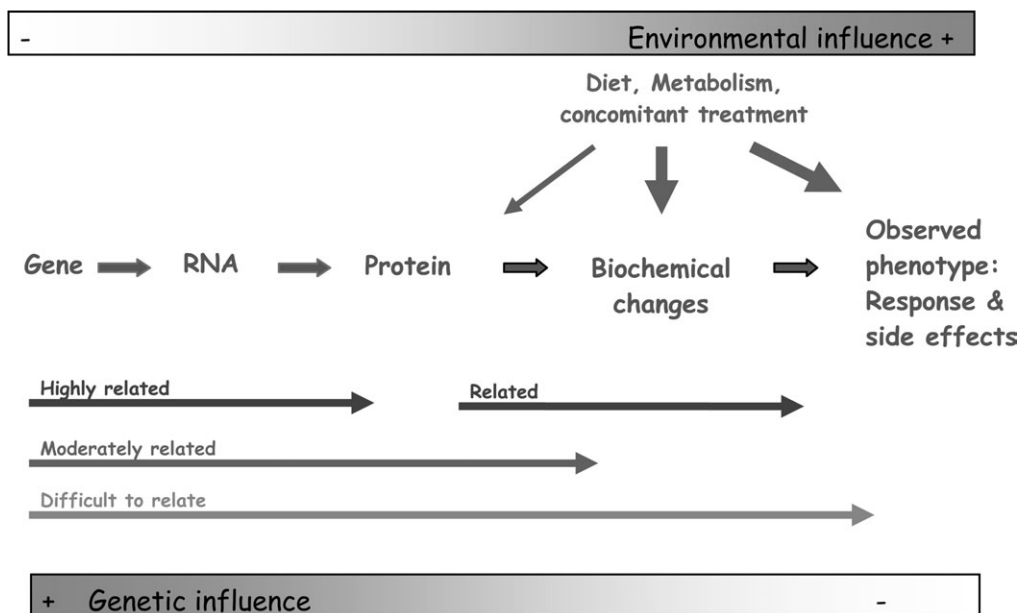 - Environmental influence +
Diet, Metabolism,
concomitant treatment
Gene RNA Protein Biochemical
changes
Observed
phenotype:
Response &
side effects
Highly related
Related
Moderately related
Difficult to relate
+ Genetic influence -